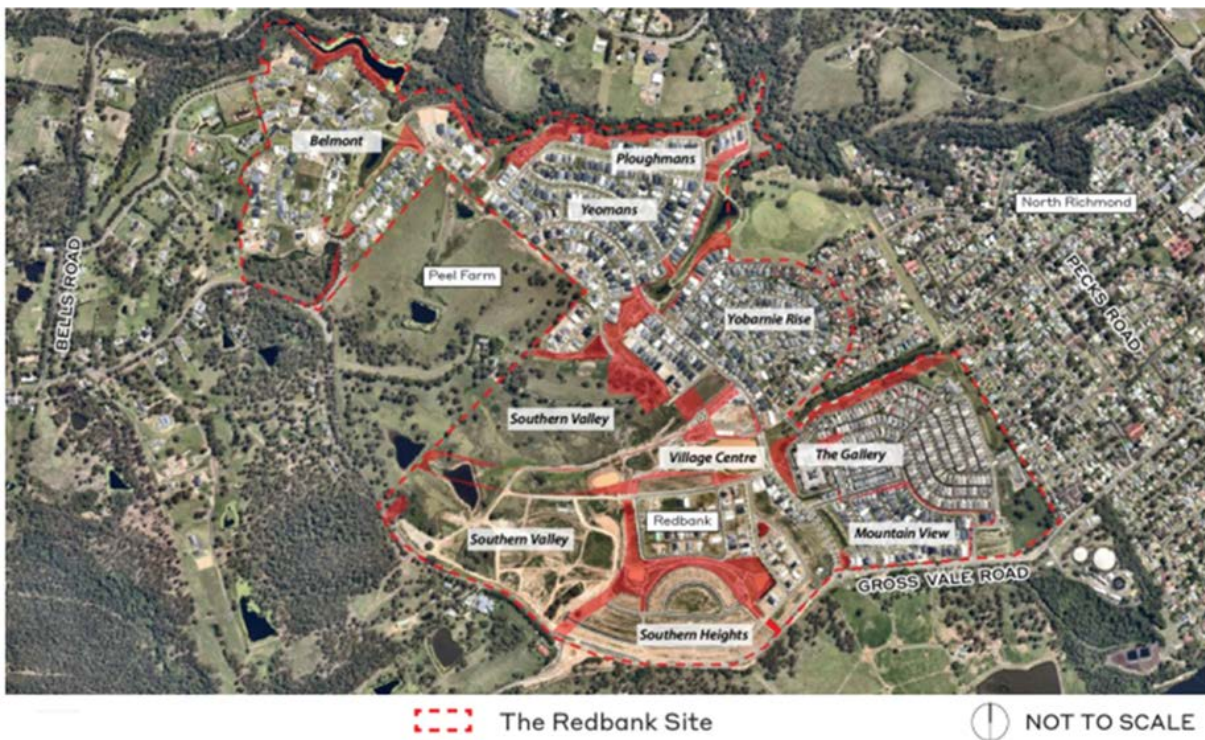 Belmont
Ploughmans
North Richmond
Yeomans
BELLS ROAD
Peel Farm
PECKS ROAD
Yobarnie Rise
Southern Valley
Village Centre
The Gallery
Redbank
Southern Valley
Mountain View
GROSS VALE ROAD
Southern Heights
The Redbank Site
NOT TO SCALE